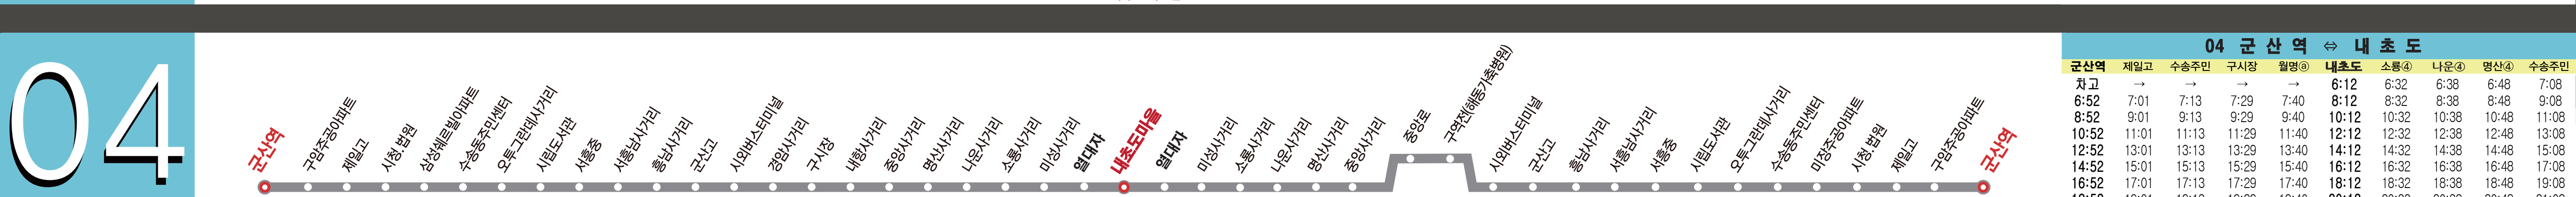 04
군산역
구암주공아파트
제일고
시청,법원
삼성쉐르빌아파트
수송동주민센터
오투그란데사거리
시립도서관
서흥중
서흥남사거리
흥남사거리
군산고
시외버스터미널
경암사거리
구시장
내항사거리
중앙사거리
명산사거리
나운사거리
소룡사거리
미성사거리
열대자
내초도마을
열대자
미성사거리
소룡사거리
나운사거리
명산사거리
중앙사거리
중앙로
구역전(해동가축병원)
시외버스터미널
군산고
흥남사거리
서흥남사거리
서흥중
시립도서관
오투그란데사거리
수송동주민센터
미장주공아파트
시청,법원
제일고
구암주공아파트
군산역
04 군 산 역 ⇔ 내 초 도
군산역 제일고 수송주민 구시장 월명ⓐ 내초도 소룡④ 나운④ 명산④ 수송주민
차고 → → → → 6:12 6:32 6:38 6:48 7:08
6:52 7:01 7:13 7:29 7:40 8:12 8:32 8:38 8:48 9:08
8:52 9:01 9:13 9:29 9:40 10:12 10:32 10:38 10:48 11:08
10:52 11:01 11:13 11:29 11:40 12:12 12:32 12:38 12:48 13:08
12:52 13:01 13:13 13:29 13:40 14:12 14:32 14:38 14:48 15:08
14:52 15:01 15:13 15:29 15:40 16:12 16:32 16:38 16:48 17:08
16:52 17:01 17:13 17:29 17:40 18:12 18:32 18:38 18:48 19:08